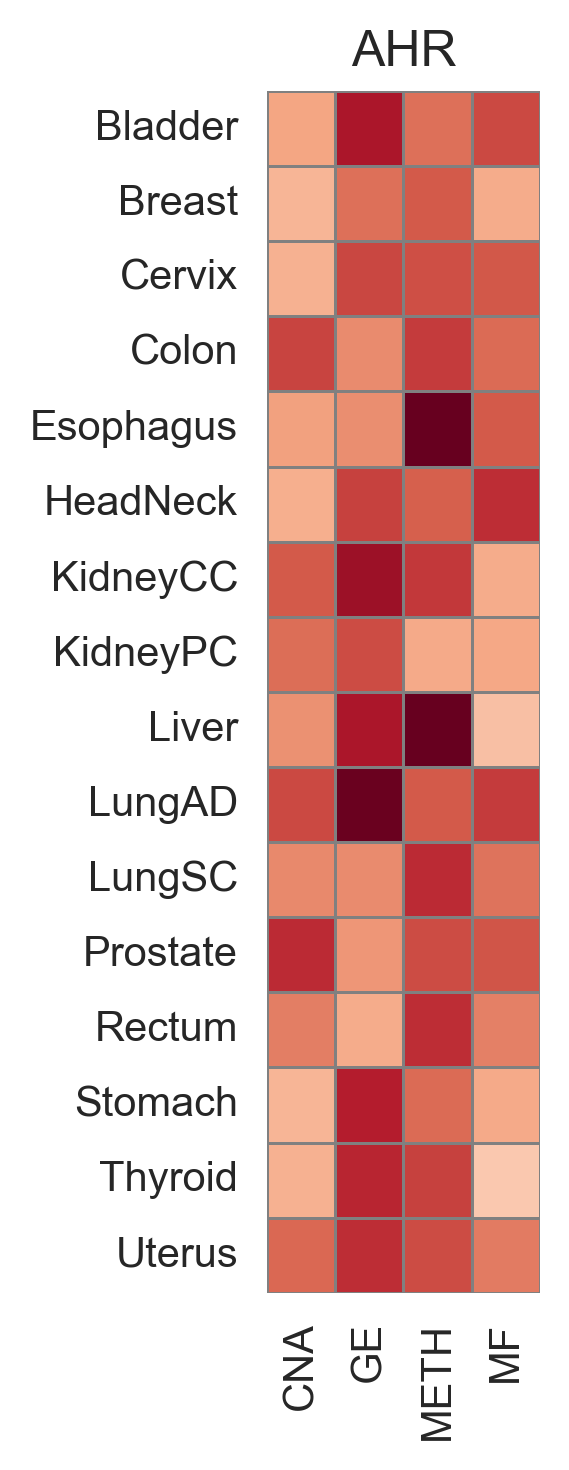 AHR
Bladder
Breast
Cervix
Colon
Esophagus
HeadNeck
KidneyCC
KidneyPC
Liver
LungAD
LungSC
Prostate
Rectum
Stomach
Thyroid
Uterus
CNA
GE
METH
MF